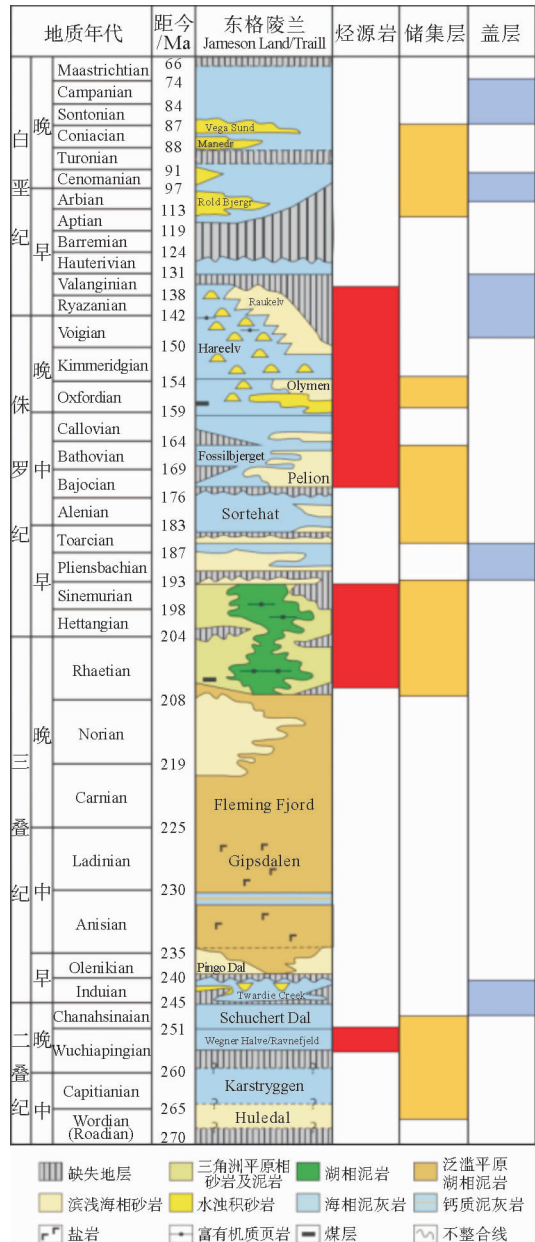 地质年代
距今
/Ma
东格陵兰
Jameson Land/Traill
烃源岩
储集层
盖层
白垩纪
晚
早
侏罗纪
晚
中
早
三叠纪
晚
中
早
二叠纪
晚
中
Maastrichtian
Campanian
Sontonian
Coniacian
Turonian
Cenomanian
Arbian
Aptian
Barremian
Hauterivian
Valanginian
Ryazanian
Voigian
Kimmeridgian
Oxfordian
Callovian
Bathovian
Bajocian
Alenian
Toarcian
Pliensbachian
Sinemurian
Hettangian
Rhaetian
Norian
Carnian
Ladinian
Anisian
Olenikian
Induian
Chanahsinaian
Wuchiapingian
Capitianian
Wordian
(Roadian)
66
74
84
87
88
91
97
113
119
124
131
138
142
150
154
159
164
169
176
183
187
193
198
204
208
219
225
230
235
240
245
251
260
265
270
Vega Sund
Manedr
Rold Bjergr
Raukelv
Hareelv
Olymen
Fossilbjerget
Pelion
Sortehat
Fleming Fjord
Gipsdalen
Pingo Dal
Twardie Creek
Schuchert Dal
Wegner Halve/Ravnefjeld
? ?
Karstryggen
? ?
Huledal
? ?
缺失地层
三角洲平原相
砂岩及泥岩
湖相泥岩
泛滥平原
湖相泥岩
滨浅海相砂岩
水浊积砂岩
海相泥灰岩
钙质泥灰岩
盐岩
富有机质页岩
煤层
不整合线